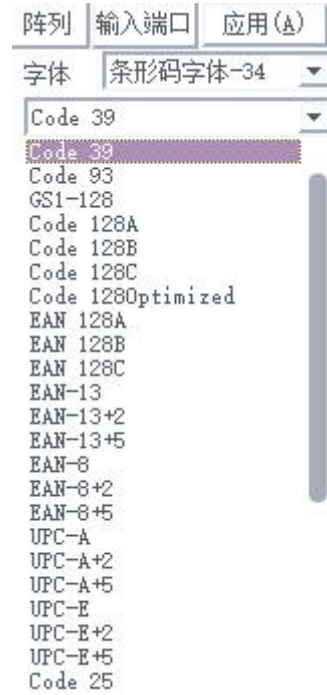 阵列 输入端口 应用(A)
字体 条形码字体-34
Code 39
Code 39
Code 93
GS1-128
Code 128A
Code 128B
Code 128C
Code 128Optimized
EAN 128A
EAN 128B
EAN 128C
EAN-13
EAN-13+2
EAN-13+5
EAN-8
EAN-8+2
EAN-8+5
UPC-A
UPC-A+2
UPC-A+5
UPC-E
UPC-E+2
UPC-E+5
Code 25